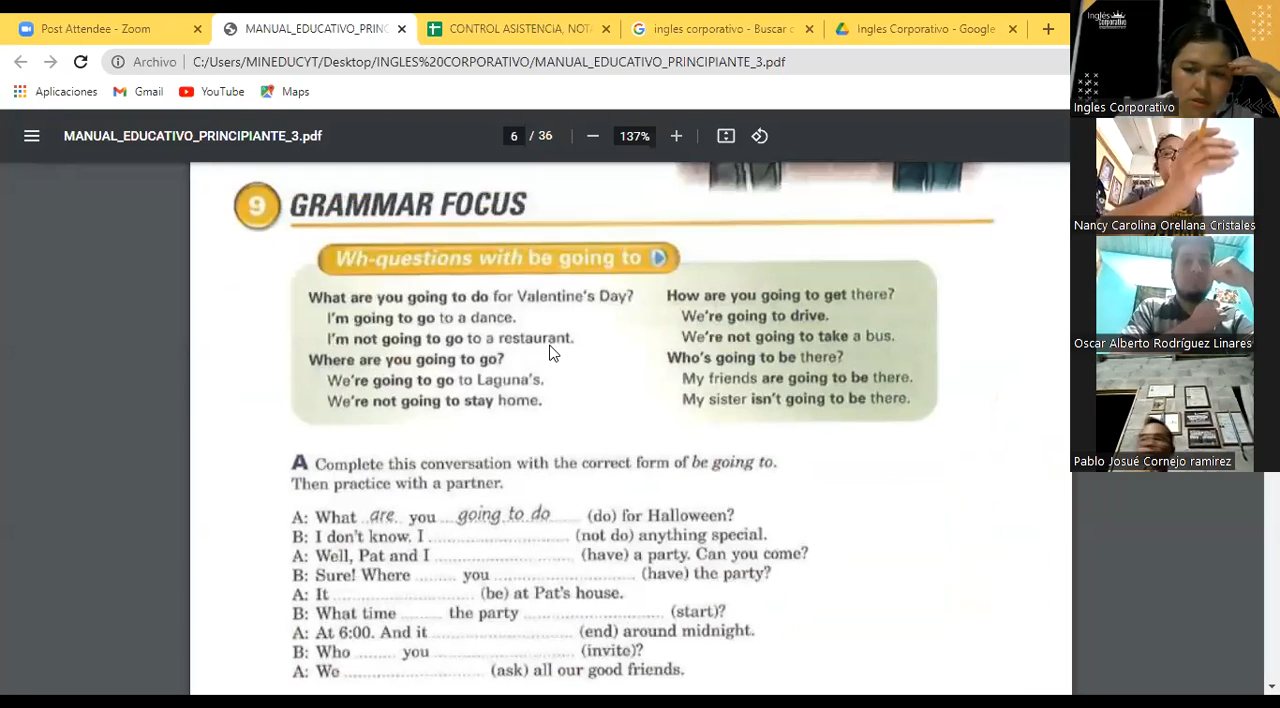 Post Attendee - Zoom
MANUAL_EDUCATIVO_PRINC
CONTROL ASISTENCIA, NOTA
ingles corporativo - Buscar c
Ingles Corporativo - Google
Archivo
C:/Users/MINEDUCYT/Desktop/INGLES%20CORPORATIVO/MANUAL_EDUCATIVO_PRINCIPIANTE_3.pdf
Aplicaciones
Gmail
YouTube
Maps
MANUAL_EDUCATIVO_PRINCIPIANTE_3.pdf
6 / 36
137%
9 GRAMMAR FOCUS
Wh-questions with be going to
What are you going to do for Valentine's Day?
I'm going to go to a dance.
I'm not going to go to a restaurant.
Where are you going to go?
We're going to go to Laguna's.
We're not going to stay home.
How are you going to get there?
We're going to drive.
We're not going to take a bus.
Who's going to be there?
My friends are going to be there.
My sister isn't going to be there.
A Complete this conversation with the correct form of be going to.
Then practice with a partner.
A: What are you going to do (do) for Halloween?
B: I don't know. I .......................... (not do) anything special.
A: Well, Pat and I .......................... (have) a party. Can you come?
B: Sure! Where ........ you .......................... (have) the party?
A: It .......................... (be) at Pat's house.
B: What time ........ the party .......................... (start)?
A: At 6:00. And it .......................... (end) around midnight.
B: Who ........ you .......................... (invite)?
A: We .......................... (ask) all our good friends.
Inglés
Corporativo
Ingles Corporativo
Nancy Carolina Orellana Cristales
Oscar Alberto Rodríguez Linares
Pablo Josué Cornejo ramirez